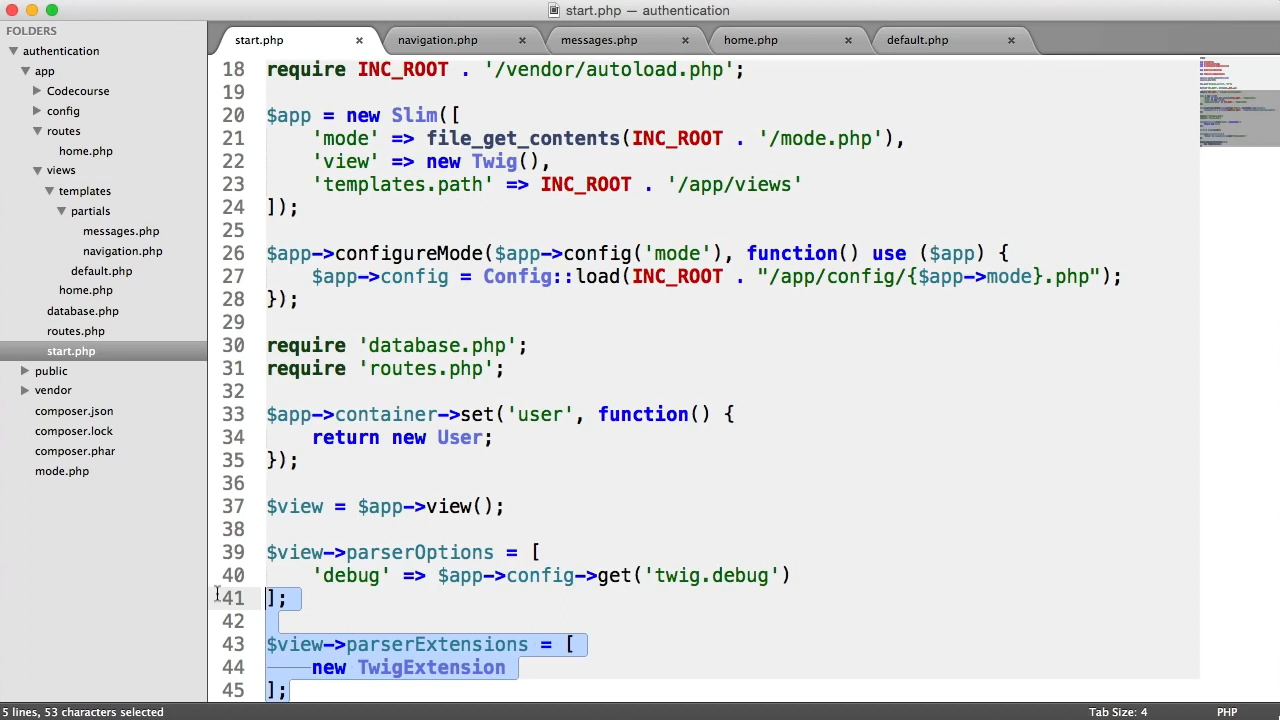 start.php — authentication
FOLDERS
authentication
app
Codecourse
config
routes
home.php
views
templates
partials
messages.php
navigation.php
default.php
home.php
database.php
routes.php
start.php
public
vendor
composer.json
composer.lock
composer.phar
mode.php
start.php × navigation.php × messages.php × home.php × default.php ×
18 require INC_ROOT . '/vendor/autoload.php';
19
20 $app = new Slim([
21 'mode' => file_get_contents(INC_ROOT . '/mode.php'),
22 'view' => new Twig(),
23 'templates.path' => INC_ROOT . '/app/views'
24 ]);
25
26 $app->configureMode($app->config('mode'), function() use ($app) {
27 $app->config = Config::load(INC_ROOT . "/app/config/{$app->mode}.php");
28 });
29
30 require 'database.php';
31 require 'routes.php';
32
33 $app->container->set('user', function() {
34 return new User;
35 });
36
37 $view = $app->view();
38
39 $view->parserOptions = [
40 'debug' => $app->config->get('twig.debug')
41 ];
42
43 $view->parserExtensions = [
44 new TwigExtension
45 ];
5 lines, 53 characters selected
Tab Size: 4 PHP